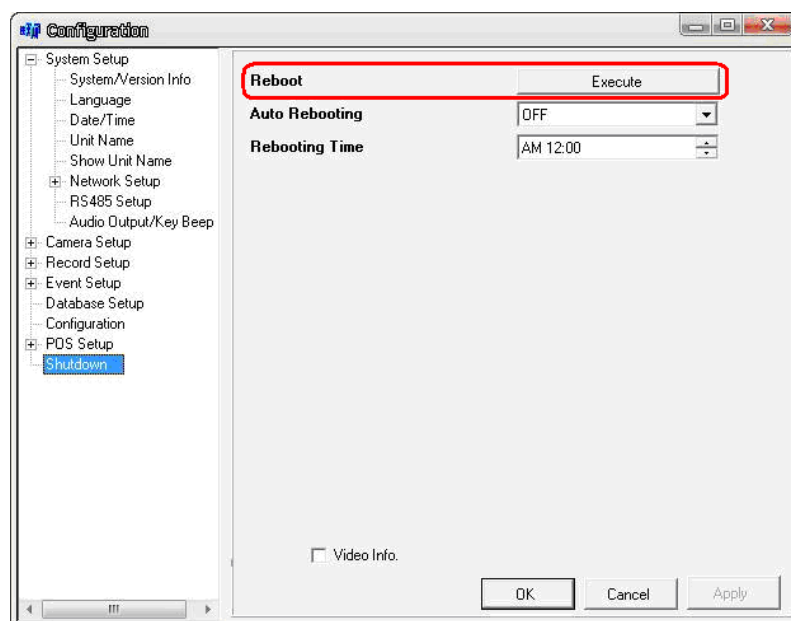 Configuration
System Setup
System/Version Info
Language
Date/Time
Unit Name
Show Unit Name
Network Setup
RS485 Setup
Audio Output/Key Beep
Camera Setup
Record Setup
Event Setup
Database Setup
Configuration
POS Setup
Shutdown
Reboot Execute
Auto Rebooting OFF
Rebooting Time AM 12:00
Video Info.
OK Cancel Apply